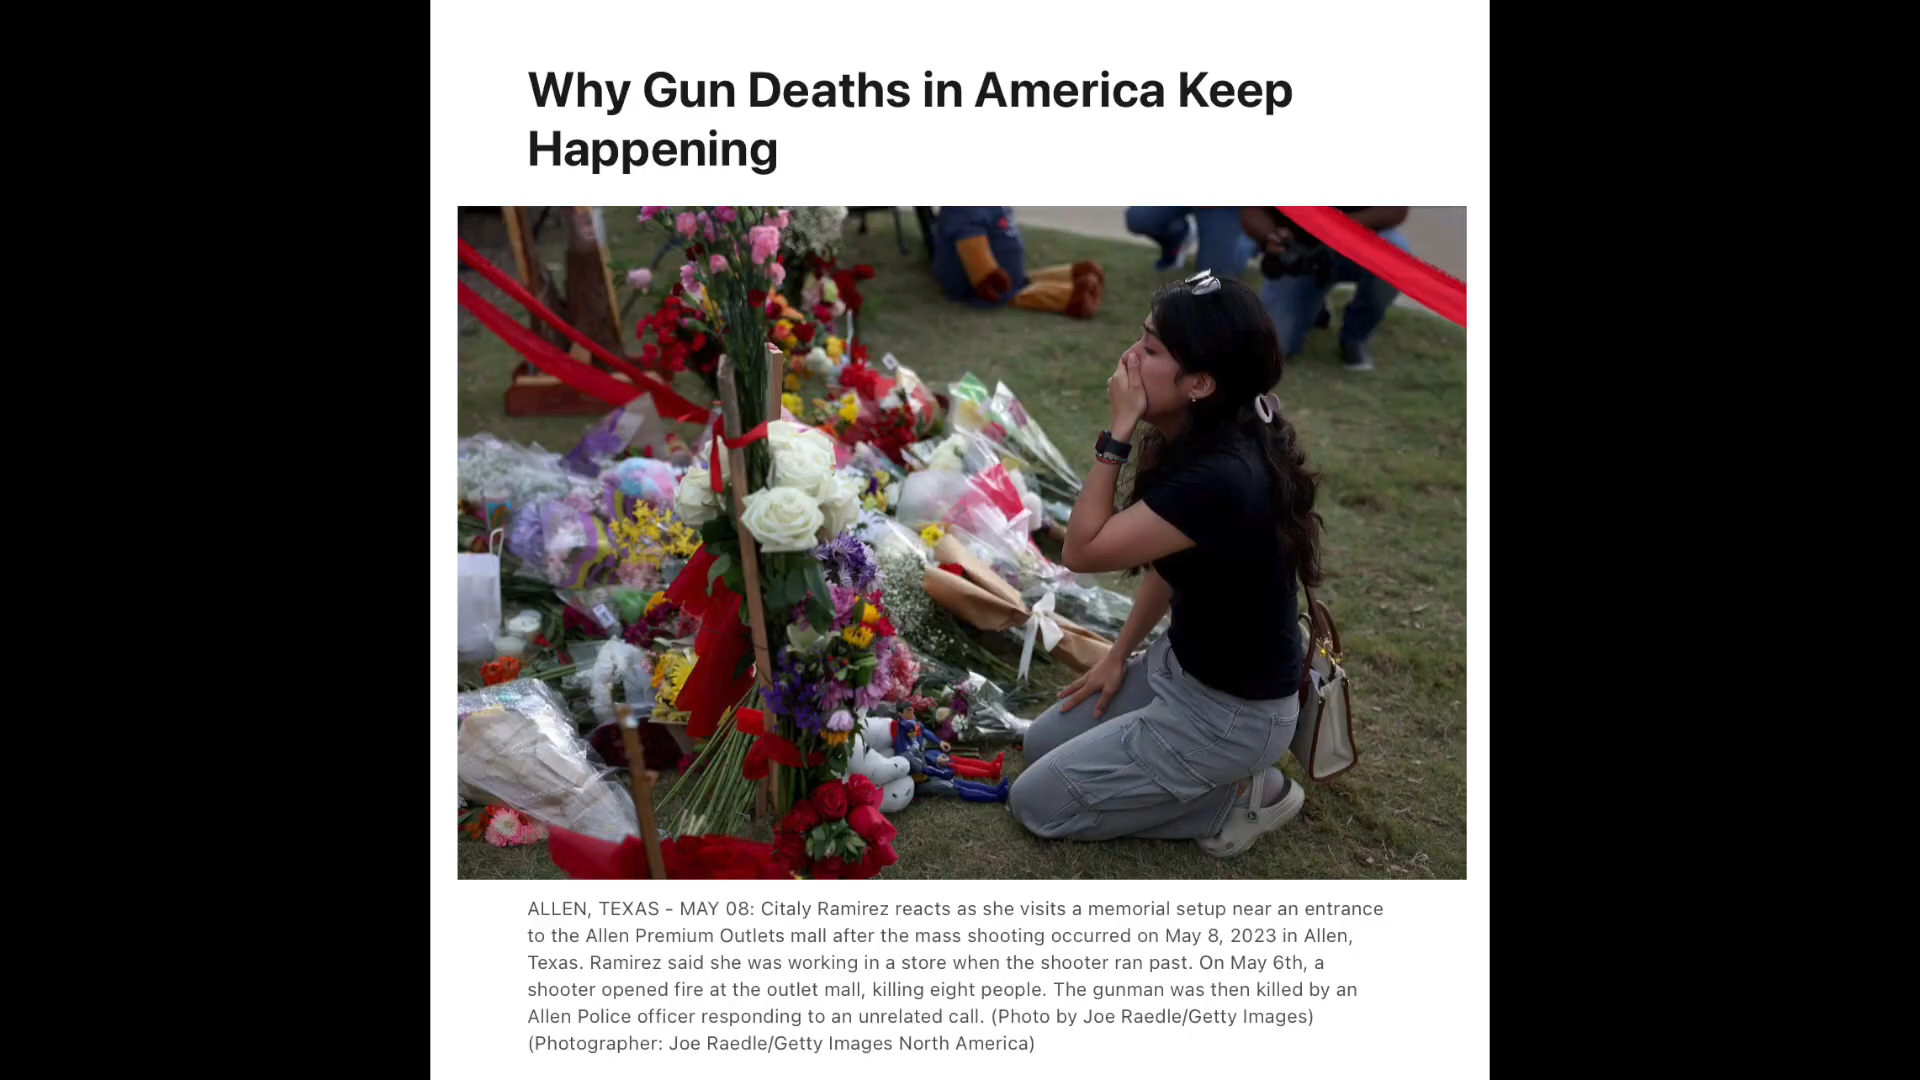 Why Gun Deaths in America Keep
Happening
ALLEN, TEXAS - MAY 08: Citaly Ramirez reacts as she visits a memorial setup near an entrance
to the Allen Premium Outlets mall after the mass shooting occurred on May 8, 2023 in Allen,
Texas. Ramirez said she was working in a store when the shooter ran past. On May 6th, a
shooter opened fire at the outlet mall, killing eight people. The gunman was then killed by an
Allen Police officer responding to an unrelated call. (Photo by Joe Raedle/Getty Images)
(Photographer: Joe Raedle/Getty Images North America)